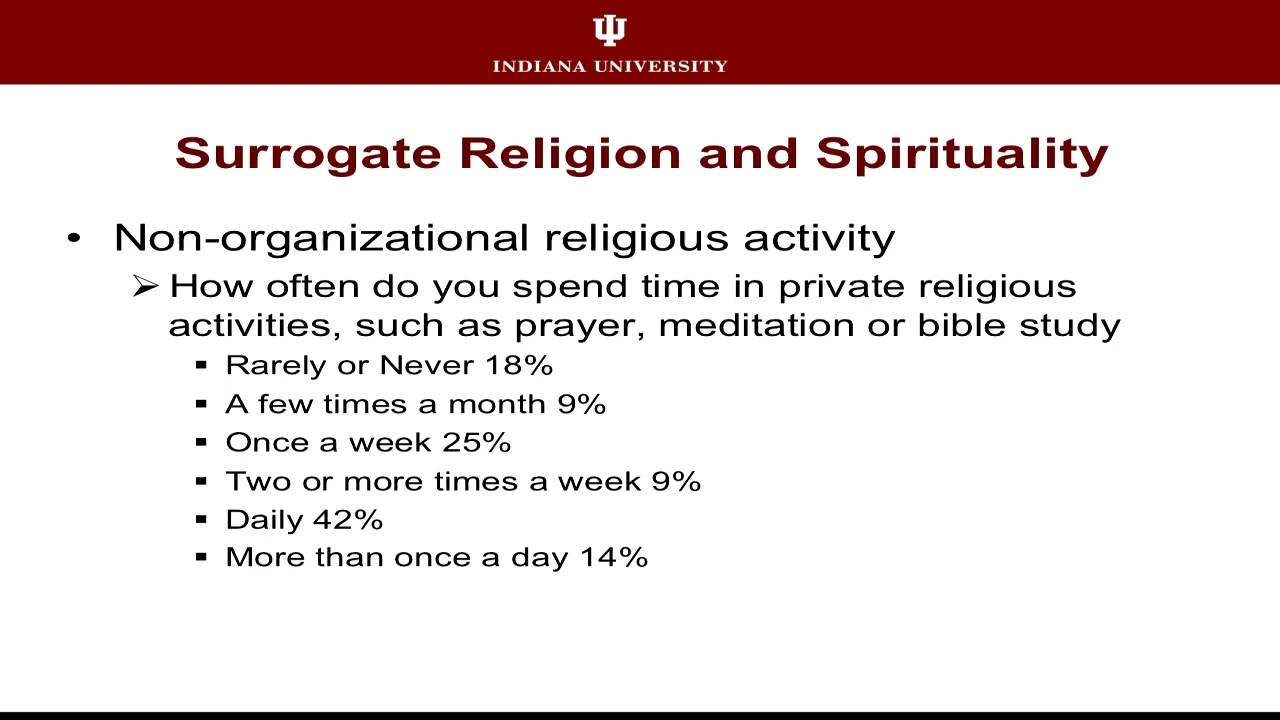 INDIANA UNIVERSITY
Surrogate Religion and Spirituality
• Non-organizational religious activity
➢ How often do you spend time in private religious
activities, such as prayer, meditation or bible study
▪ Rarely or Never 18%
▪ A few times a month 9%
▪ Once a week 25%
▪ Two or more times a week 9%
▪ Daily 42%
▪ More than once a day 14%